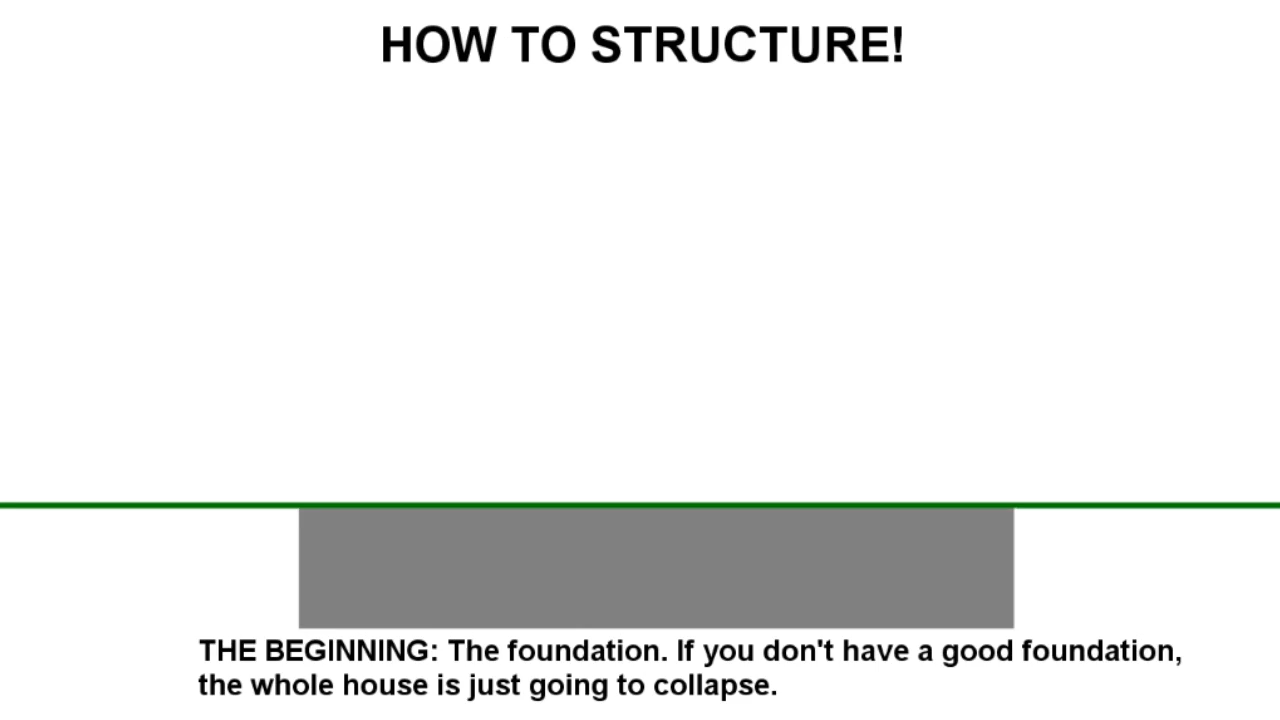 HOW TO STRUCTURE!
THE BEGINNING: The foundation. If you don't have a good foundation,
the whole house is just going to collapse.